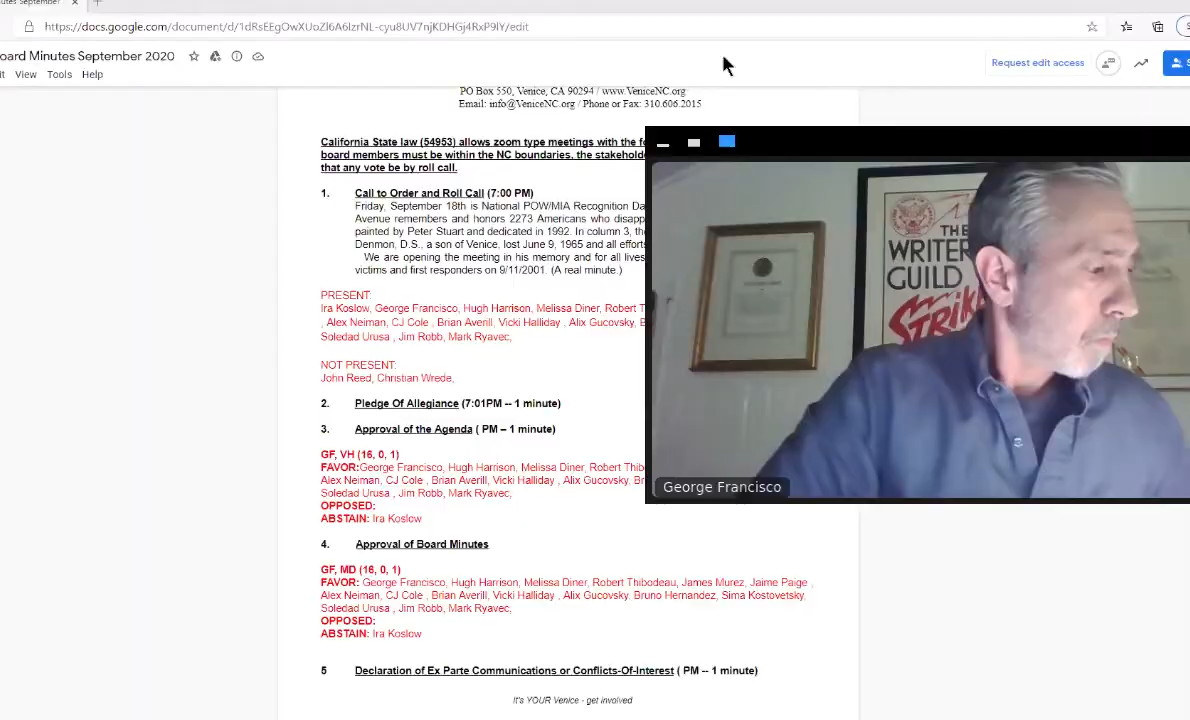 nutes September
https://docs.google.com/document/d/1dRsEEgOwXUoZl6A6lzrNL-cyu8UV7njKDHGj4RxP9lY/edit
oard Minutes September 2020
Request edit access
it View Tools Help
PO Box 550, Venice, CA 90294 / www.VeniceNC.org
Email: info@VeniceNC.org / Phone or Fax: 310.606.2015
California State law (54953) allows zoom type meetings with the fo
board members must be within the NC boundaries, the stakeholde
that any vote be by roll call.
1. Call to Order and Roll Call (7:00 PM)
Friday, September 18th is National POW/MIA Recognition Da
Avenue remembers and honors 2273 Americans who disapp
painted by Peter Stuart and dedicated in 1992. In column 3, the
Denmon, D.S., a son of Venice, lost June 9, 1965 and all efforts
We are opening the meeting in his memory and for all lives
victims and first responders on 9/11/2001. (A real minute.)
PRESENT:
Ira Koslow, George Francisco, Hugh Harrison, Melissa Diner, Robert T
, Alex Neiman, CJ Cole , Brian Averill, Vicki Halliday , Alix Gucovsky, B
Soledad Urusa , Jim Robb, Mark Ryavec,
NOT PRESENT:
John Reed, Christian Wrede,
2. Pledge Of Allegiance (7:01PM -- 1 minute)
3. Approval of the Agenda ( PM – 1 minute)
GF, VH (16, 0, 1)
FAVOR:George Francisco, Hugh Harrison, Melissa Diner, Robert Thib
Alex Neiman, CJ Cole , Brian Averill, Vicki Halliday , Alix Gucovsky, Br
Soledad Urusa , Jim Robb, Mark Ryavec,
OPPOSED:
ABSTAIN: Ira Koslow
4. Approval of Board Minutes
GF, MD (16, 0, 1)
FAVOR: George Francisco, Hugh Harrison, Melissa Diner, Robert Thibodeau, James Murez, Jaime Paige ,
Alex Neiman, CJ Cole , Brian Averill, Vicki Halliday , Alix Gucovsky, Bruno Hernandez, Sima Kostovetsky,
Soledad Urusa , Jim Robb, Mark Ryavec,
OPPOSED:
ABSTAIN: Ira Koslow
5 Declaration of Ex Parte Communications or Conflicts-Of-Interest ( PM -- 1 minute)
It's YOUR Venice - get involved
THE
WRITER
GUILD
STRIK
George Francisco